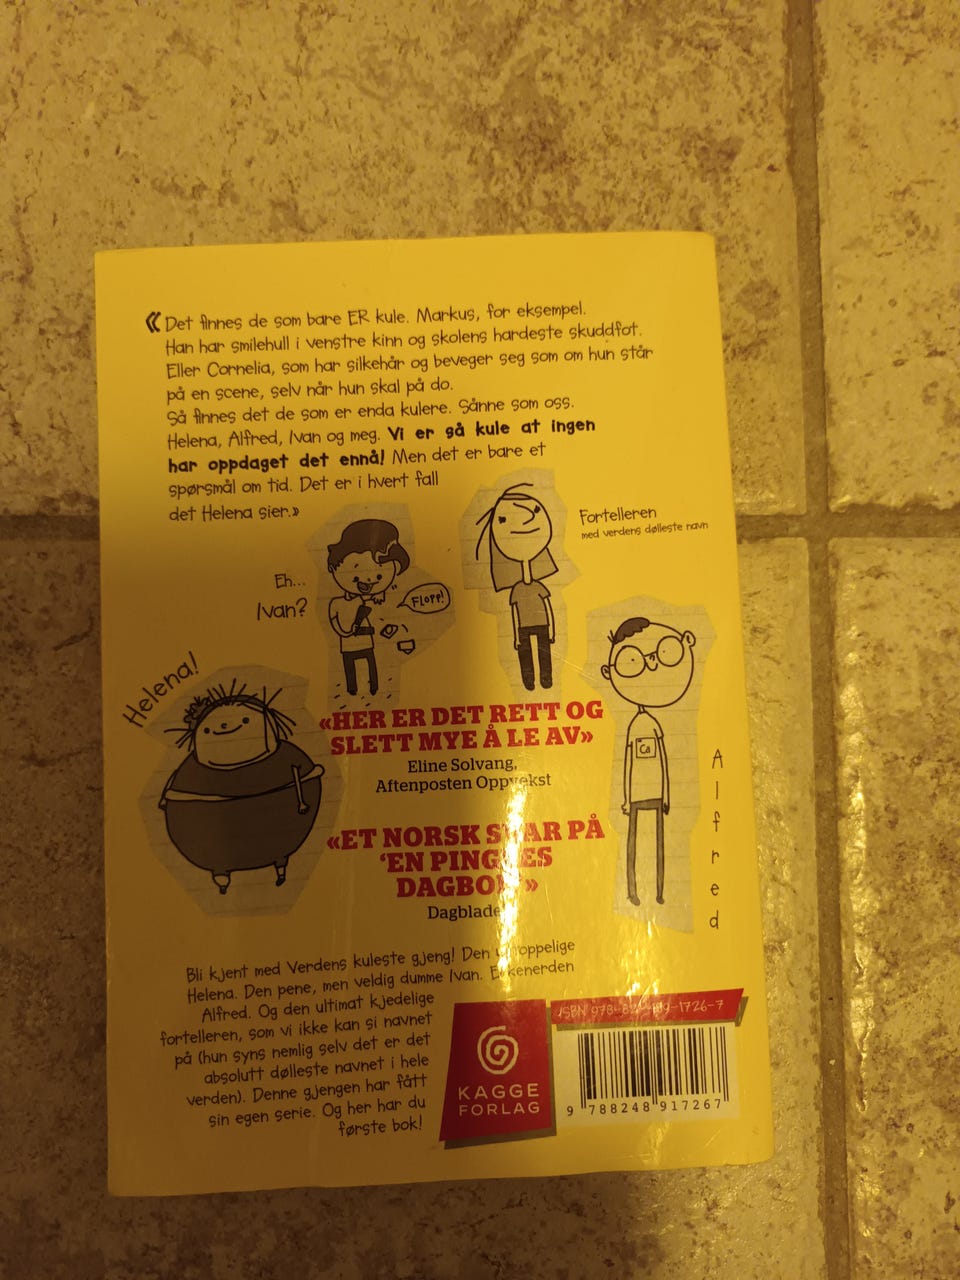 «Det finnes de som bare ER kule. Markus, for eksempel.
Han har smilehull i venstre kinn og skolens hardeste skuddfot.
Eller Cornelia, som har silkehår og beveger seg som om hun står
på en scene, selv når hun skal på do.
Så finnes det de som er enda kulere. Sånne som oss.
Helena, Alfred, Ivan og meg. Vi er så kule at ingen
har oppdaget det ennå! Men det er bare et
spørsmål om tid. Det er i hvert fall
det Helena sier.»
Fortelleren
med verdens dølleste navn
Eh...
Ivan?
FLOPP!
Helena!
Alfred
«HER ER DET RETT OG
SLETT MYE Å LE AV»
Eline Solvang,
Aftenposten Oppvekst
«ET NORSK SVAR PÅ
'EN PINGLES
DAGBOK'»
Dagbladet
Ca
Bli kjent med Verdens kuleste gjeng! Den
Helena. Den pene, men veldig dumme Ivan.
Alfred. Og den ultimat kjedelige
fortelleren, som vi ikke kan si navnet
på (hun syns nemlig selv det er det
absolutt dølleste navnet i hele
verden). Denne gjengen har fått
sin egen serie. Og her har du
første bok!
KAGGE
FORLAG
ISBN 978-82-489-1726-7
9 788248 917267